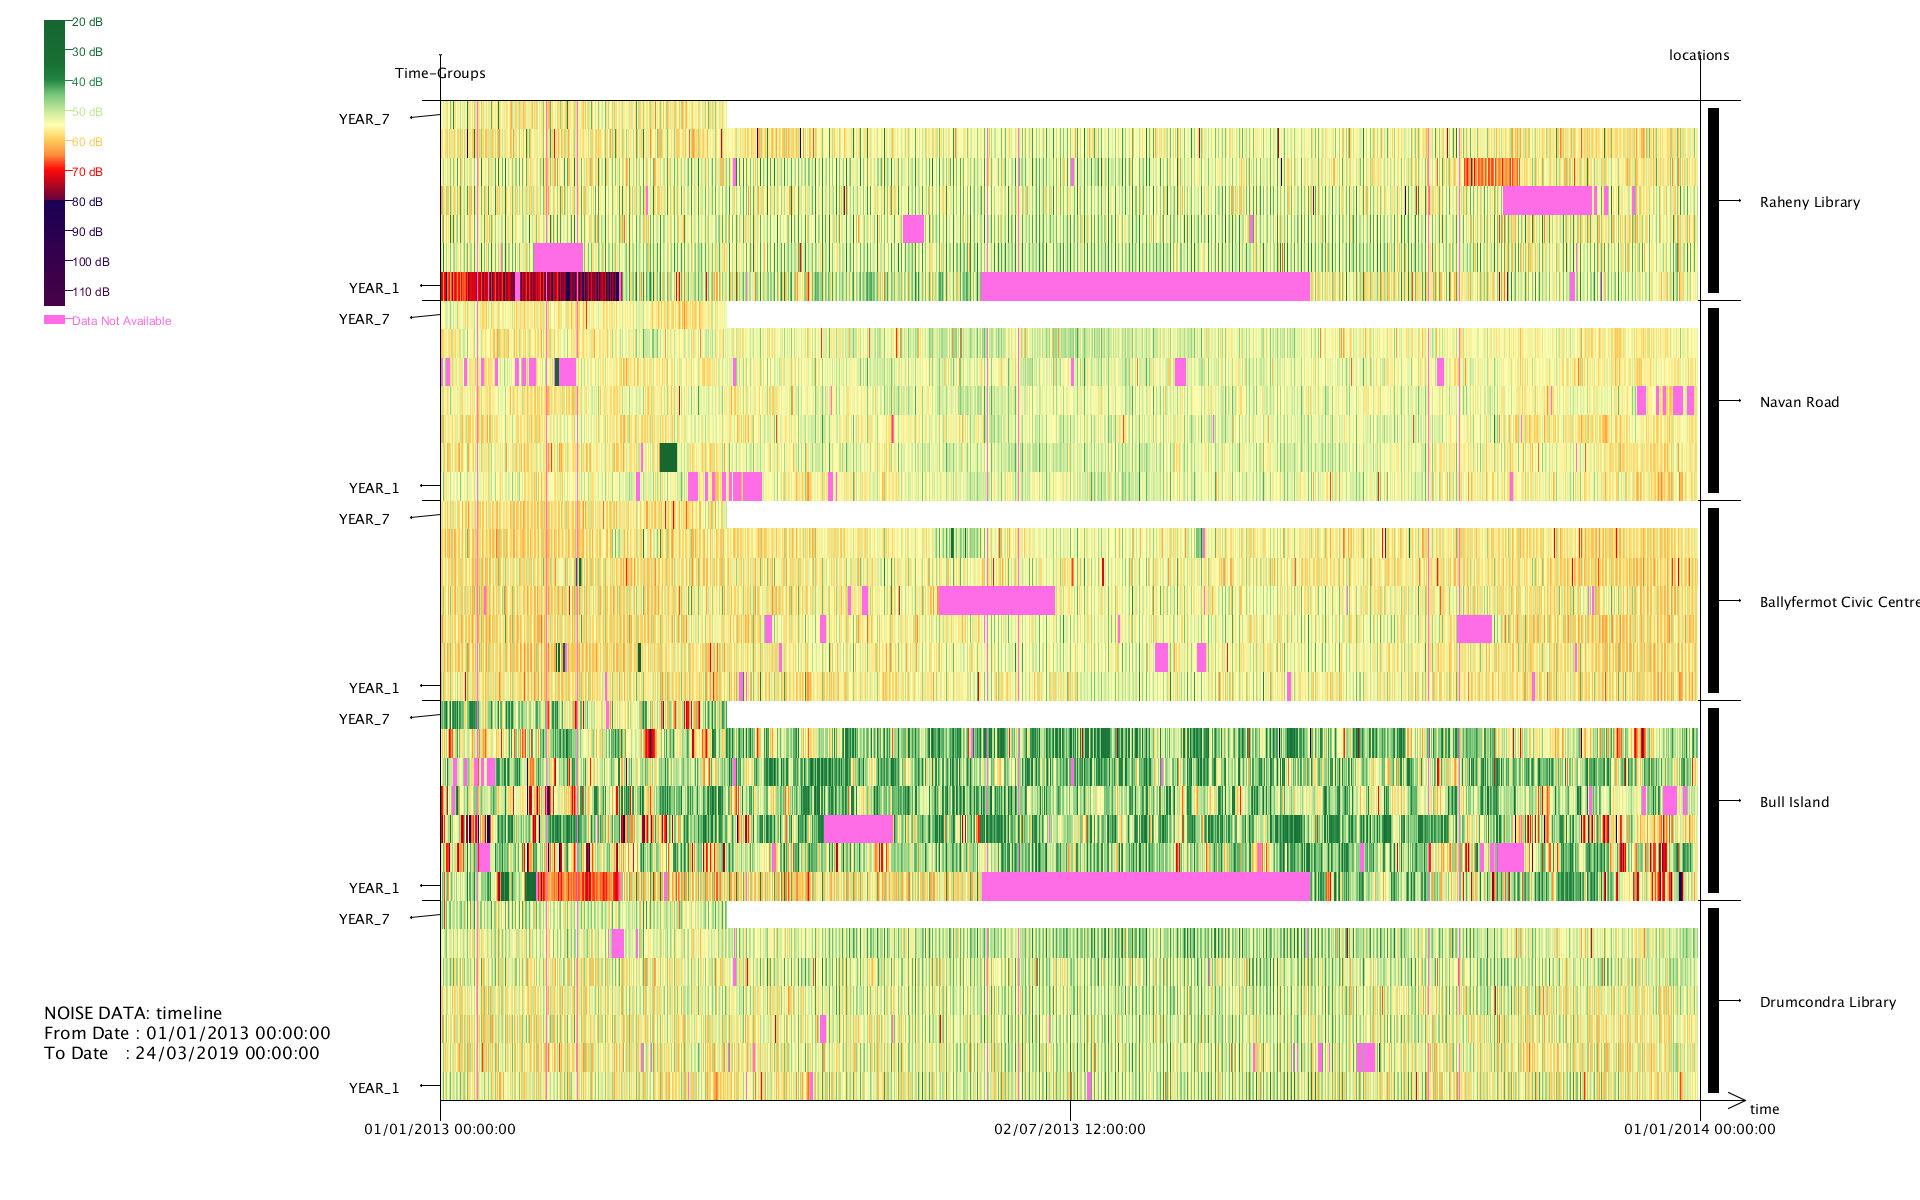 20 dB
30 dB
40 dB
50 dB
60 dB
70 dB
80 dB
90 dB
100 dB
110 dB
Data Not Available
Time-Groups
locations
YEAR_7
Raheny Library
YEAR_1
YEAR_7
Navan Road
YEAR_1
YEAR_7
Ballyfermot Civic Centre
YEAR_1
YEAR_7
Bull Island
YEAR_1
YEAR_7
Drumcondra Library
YEAR_1
NOISE DATA: timeline
From Date : 01/01/2013 00:00:00
To Date : 24/03/2019 00:00:00
time
01/01/2013 00:00:00
02/07/2013 12:00:00
01/01/2014 00:00:00